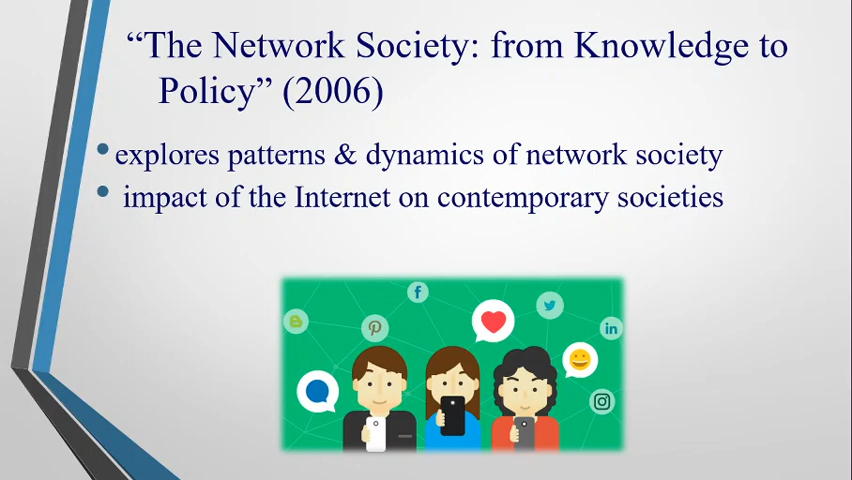 “The Network Society: from Knowledge to
Policy” (2006)
• explores patterns & dynamics of network society
• impact of the Internet on contemporary societies